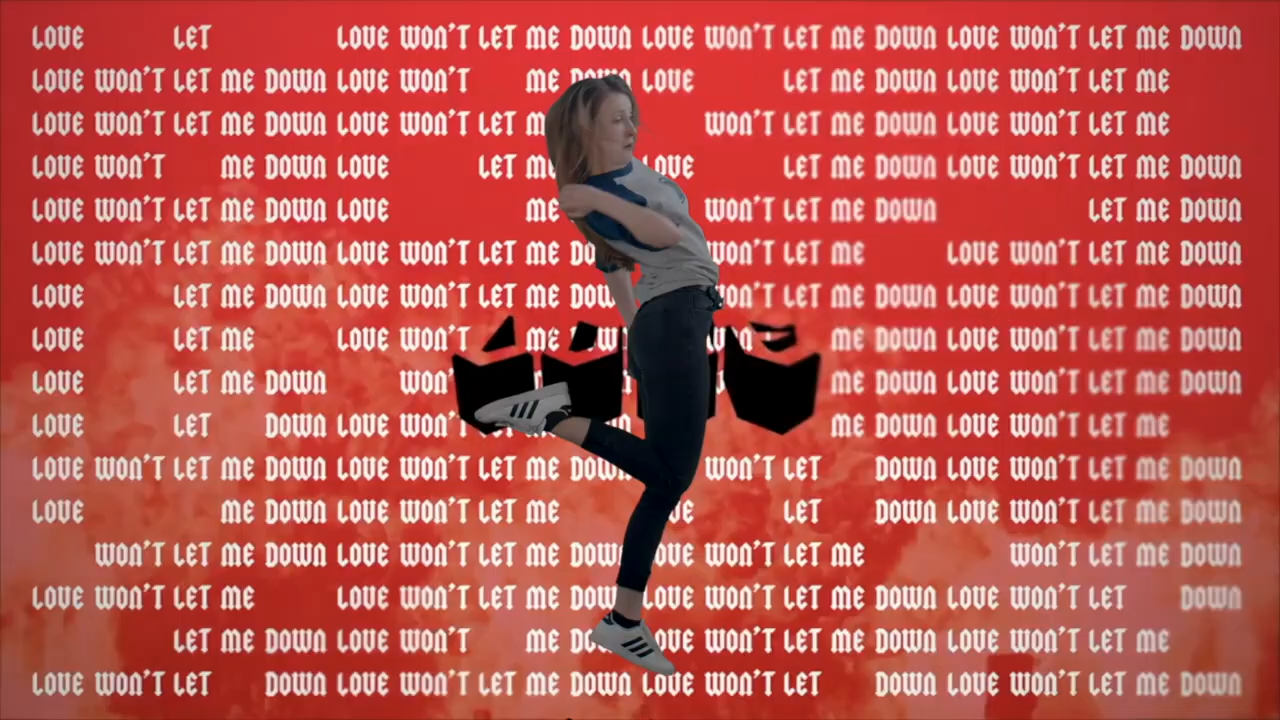 LOVE LET LOVE WON'T LET ME DOWN LOVE WON'T LET ME DOWN LOVE WON'T LET ME DOWN
LOVE WON'T LET ME DOWN LOVE WON'T ME DOWN LOVE LET ME DOWN LOVE WON'T LET ME
LOVE WON'T LET ME DOWN LOVE WON'T LET WON'T LET ME DOWN LOVE WON'T LET ME
LOVE WON'T ME DOWN LOVE LET ME LOVE LET ME DOWN LOVE WON'T LET ME DOWN
LOVE WON'T LET ME DOWN LOVE ME WON'T LET ME DOWN LET ME DOWN
LOVE WON'T LET ME DOWN LOVE WON'T LET ME WON'T LET ME LOVE WON'T LET ME DOWN
LOVE LET ME DOWN LOVE WON'T LET ME DOWN WON'T LET ME DOWN LOVE WON'T LET ME DOWN
LOVE LET ME LOVE WON'T ME DOWN ME DOWN LOVE WON'T LET ME DOWN
LOVE LET ME DOWN WON'T ME DOWN LOVE WON'T LET ME DOWN
LOVE LET DOWN LOVE ME DOWN LOVE WON'T LET ME
LOVE WON'T LET ME DOWN LOVE WON'T LET ME DOWN WON'T LET DOWN LOVE WON'T LET ME DOWN
LOVE ME DOWN LOVE WON'T LET ME LOVE LET DOWN LOVE WON'T LET ME DOWN
WON'T LET ME DOWN LOVE WON'T LET ME DOWN LOVE WON'T LET ME WON'T LET ME DOWN
LOVE WON'T LET ME LOVE WON'T LET ME DOWN LOVE WON'T LET ME DOWN LOVE WON'T LET DOWN
LET ME DOWN LOVE WON'T ME DOWN LOVE WON'T LET ME DOWN LOVE WON'T LET ME
LOVE WON'T LET DOWN LOVE WON'T LET ME DOWN LOVE WON'T LET DOWN LOVE WON'T LET ME DOWN